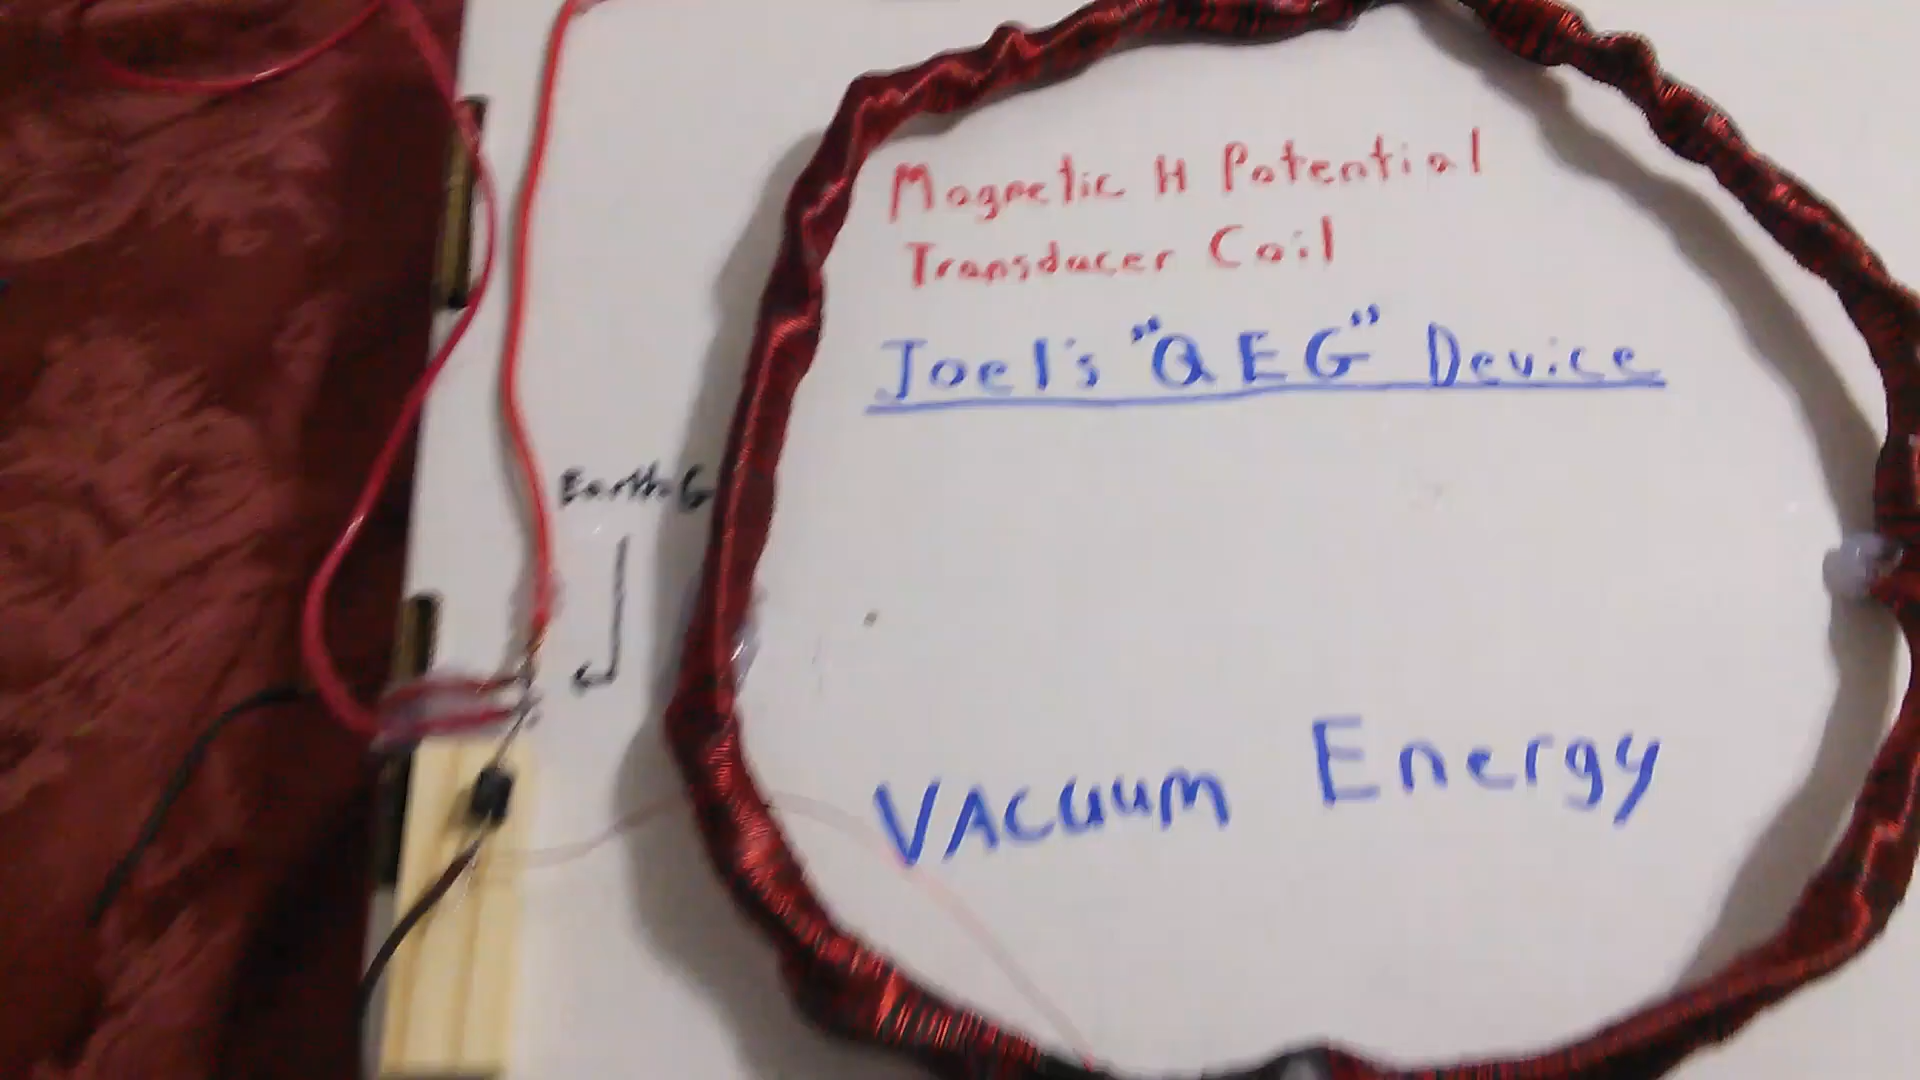 Magnetic H Potential
Transducer Coil
Joel's "QEG" Device
Earth G
Vacuum Energy